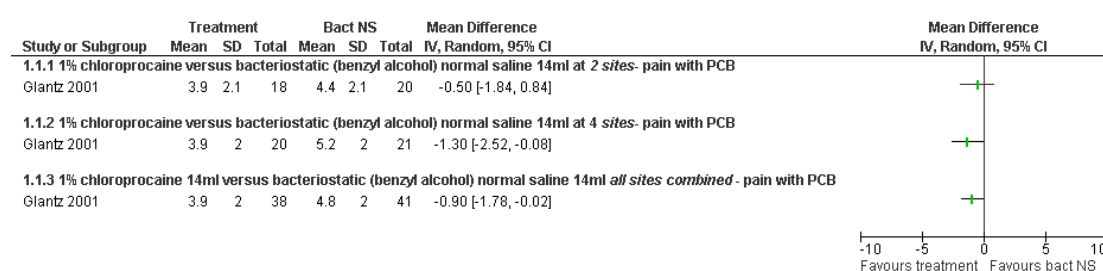 Treatment Bact NS Mean Difference Mean Difference
Study or Subgroup Mean SD Total Mean SD Total IV, Random, 95% CI IV, Random, 95% CI
1.1.1 1% chloroprocaine versus bacteriostatic (benzyl alcohol) normal saline 14ml at 2 sites- pain with PCB
Glantz 2001 3.9 2.1 18 4.4 2.1 20 -0.50 [-1.84, 0.84]
1.1.2 1% chloroprocaine versus bacteriostatic (benzyl alcohol) normal saline 14ml at 4 sites- pain with PCB
Glantz 2001 3.9 2 20 5.2 2 21 -1.30 [-2.52, -0.08]
1.1.3 1% chloroprocaine 14ml versus bacteriostatic (benzyl alcohol) normal saline 14ml all sites combined - pain with PCB
Glantz 2001 3.9 2 38 4.8 2 41 -0.90 [-1.78, -0.02]
-10 -5 0 5 10
Favours treatment Favours bact NS